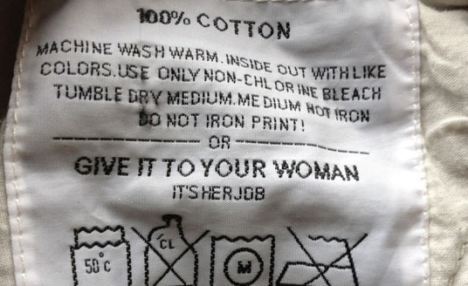 100% COTTON
MACHINE WASH WARM. INSIDE OUT WITH LIKE
COLORS.USE ONLY NON-CHLORINE BLEACH
TUMBLE DRY MEDIUM.MEDIUM HOT IRON
DO NOT IRON PRINT!
OR
GIVE IT TO YOUR WOMAN
IT'S HER JOB
CL
50 C
M